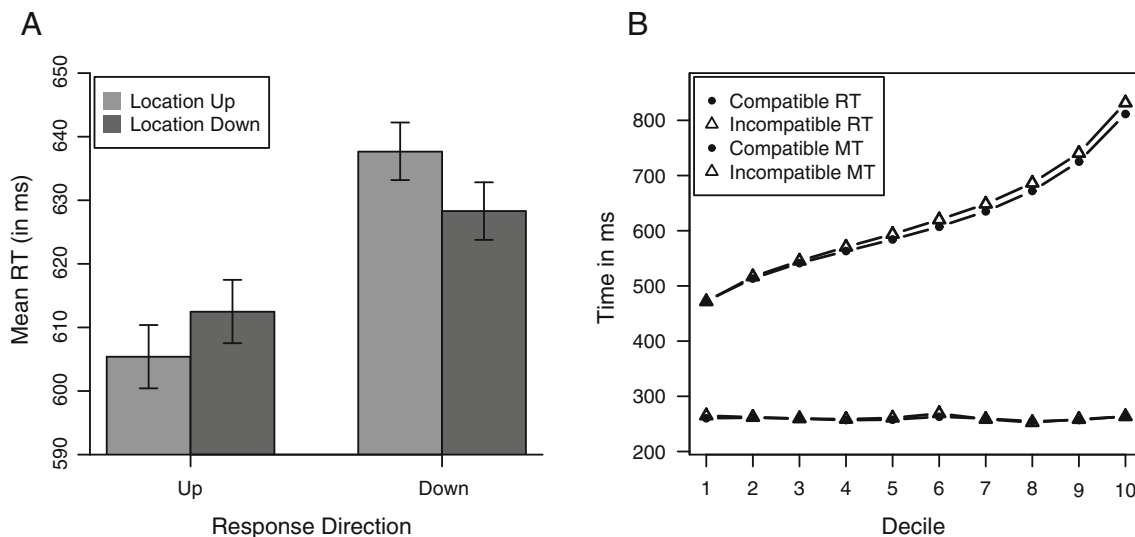 A
Mean RT (in ms)
650
640
630
620
610
600
590
Location Up
Location Down
Up
Down
Response Direction
B
Time in ms
800
700
600
500
400
300
200
Compatible RT
Incompatible RT
Compatible MT
Incompatible MT
1 2 3 4 5 6 7 8 9 10
Decile